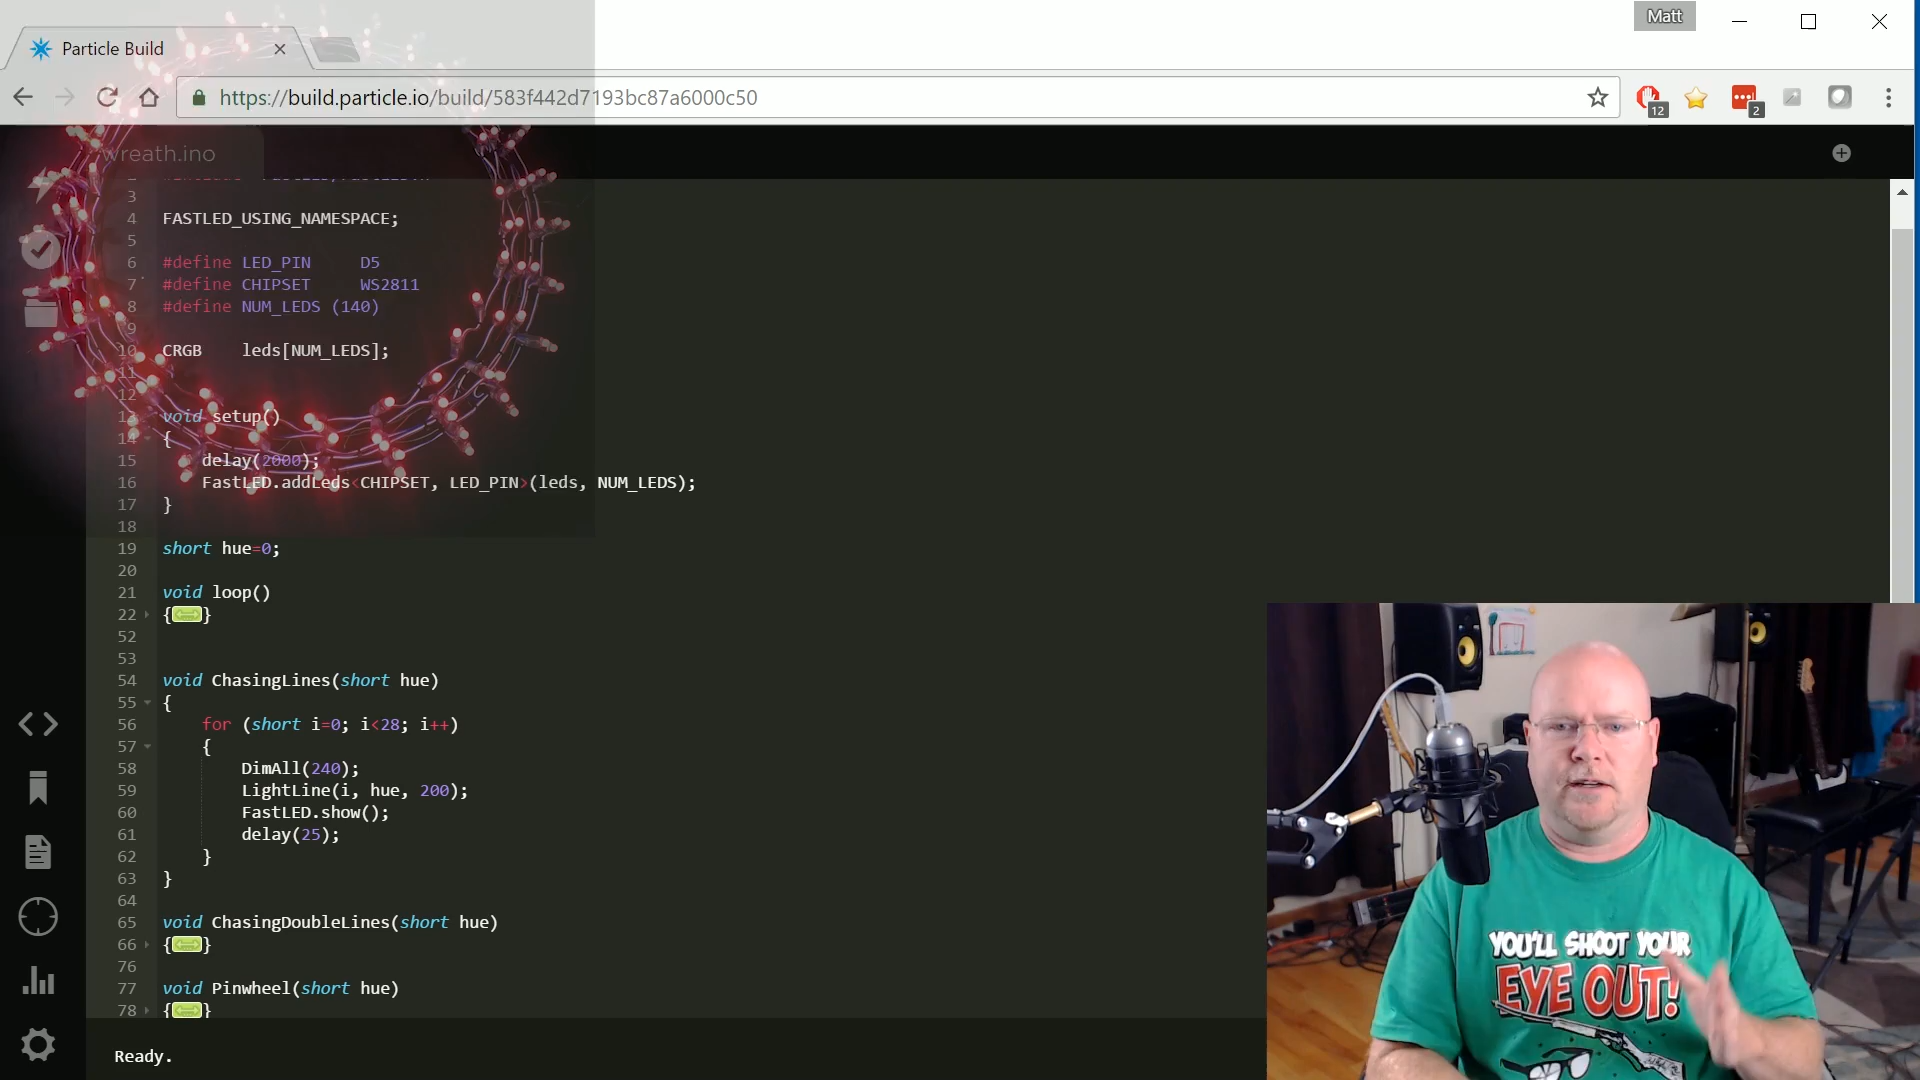 Matt
Particle Build
https://build.particle.io/build/583f442d7193bc87a6000c50
12
2
wreath.ino
2
3
4 FASTLED_USING_NAMESPACE;
5
6 #define LED_PIN D5
7 #define CHIPSET WS2811
8 #define NUM_LEDS (140)
9
10 CRGB leds[NUM_LEDS];
11
12
13 void setup()
14 {
15 delay(2000);
16 FastLED.addLeds<CHIPSET, LED_PIN>(leds, NUM_LEDS);
17 }
18
19 short hue=0;
20
21 void loop()
22 {}
52
53
54 void ChasingLines(short hue)
55 {
56 for (short i=0; i<28; i++)
57 {
58 DimAll(240);
59 LightLine(i, hue, 200);
60 FastLED.show();
61 delay(25);
62 }
63 }
64
65 void ChasingDoubleLines(short hue)
66 {}
76
77 void Pinwheel(short hue)
78 {}
Ready.
YOU'LL SHOOT YOUR
EYE OUT!